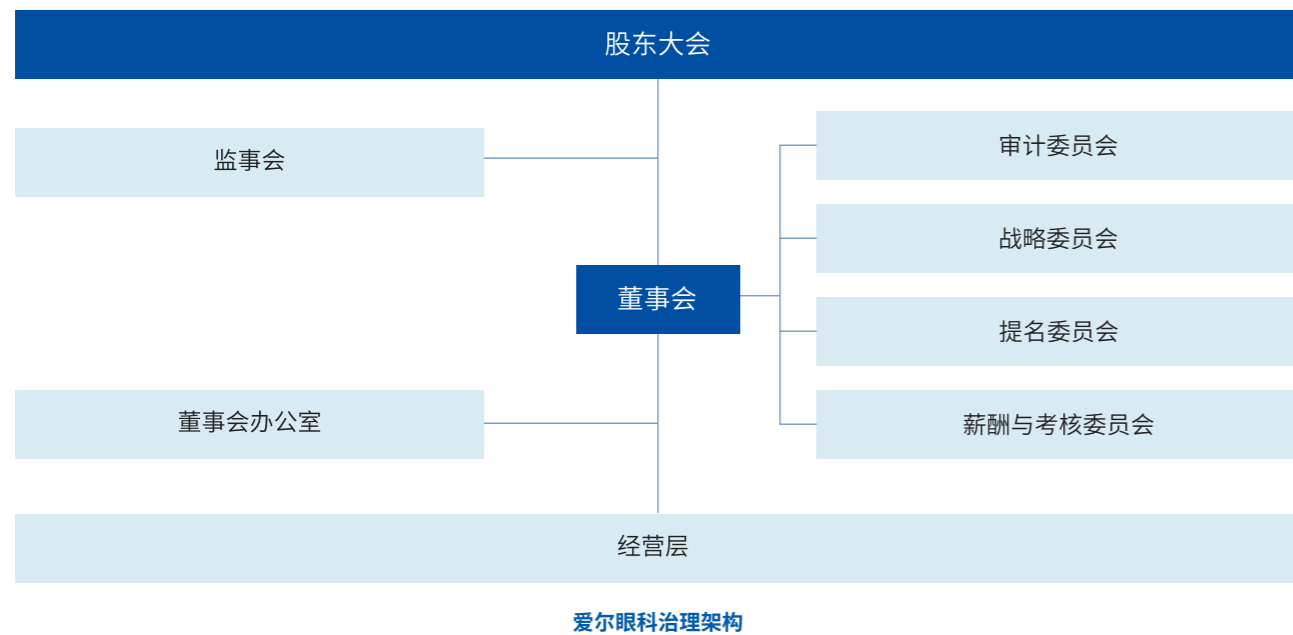 股东大会
监事会
审计委员会
战略委员会
董事会
提名委员会
董事会办公室
薪酬与考核委员会
经营层
爱尔眼科治理架构